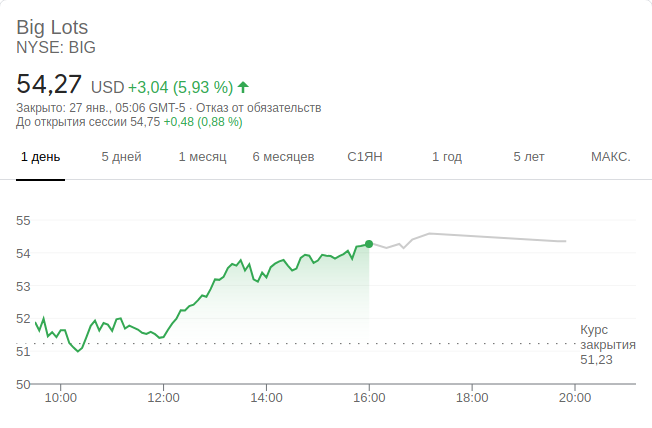 Big Lots
NYSE: BIG
54,27 USD +3,04 (5,93 %)
Закрыто: 27 янв., 05:06 GMT-5 · Отказ от обязательств
До открытия сессии 54,75 +0,48 (0,88 %)
1 день 5 дней 1 месяц 6 месяцев С1ЯН 1 год 5 лет МАКС.
55
54
53
52
51
50
Курс
закрытия
51,23
10:00 12:00 14:00 16:00 18:00 20:00